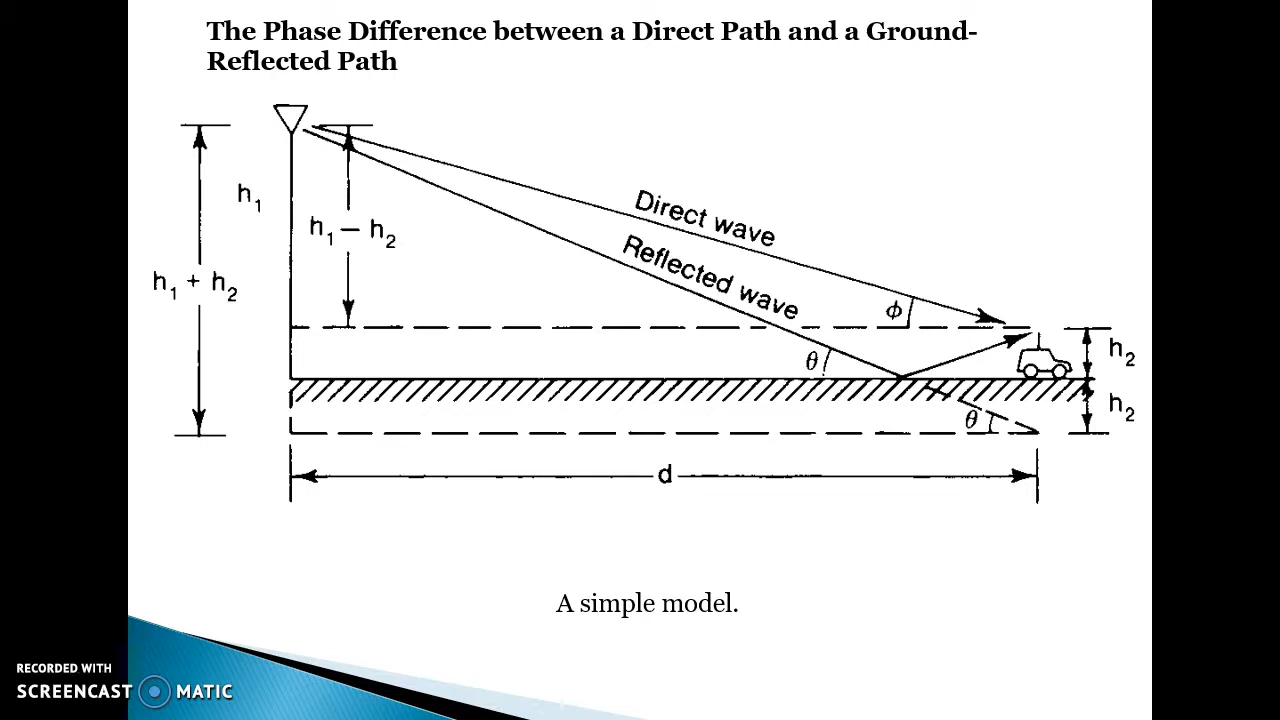 The Phase Difference between a Direct Path and a Ground-
Reflected Path
h₁
h₁ − h₂
h₁ + h₂
Direct wave
Reflected wave
ϕ
θ
h₂
h₂
θ
d
A simple model.
RECORDED WITH
SCREENCAST MATIC